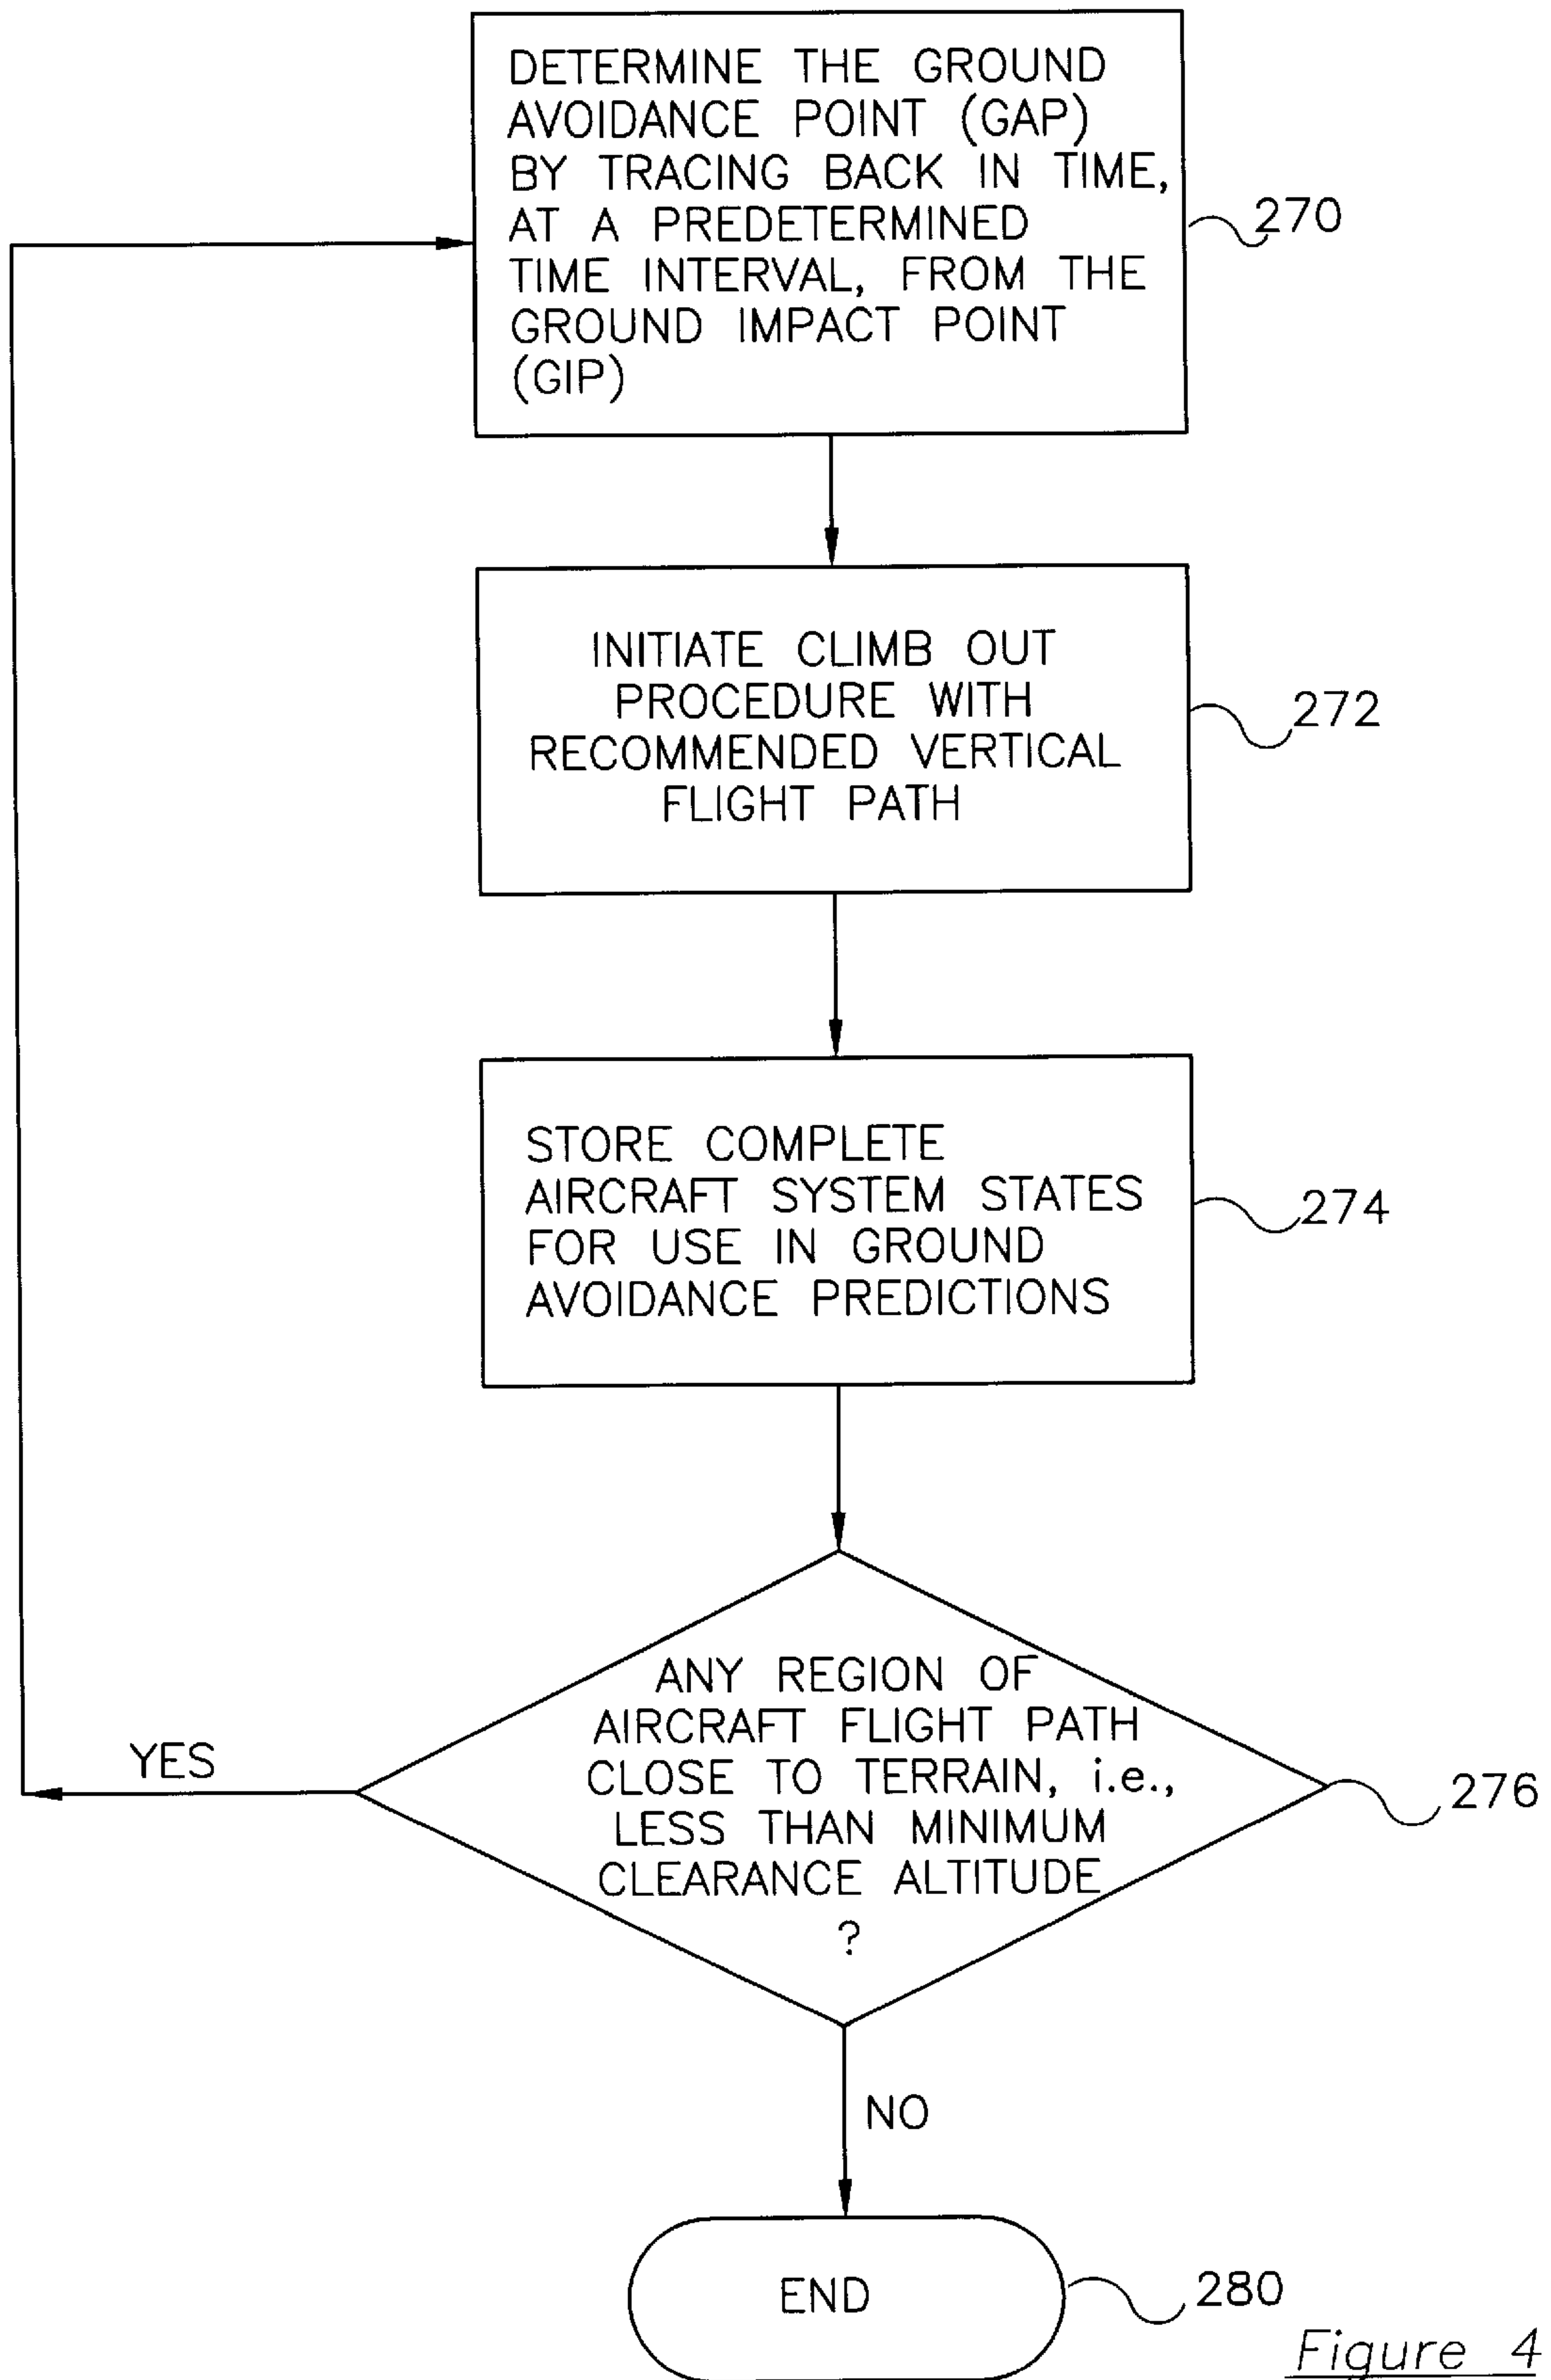 DETERMINE THE GROUND
AVOIDANCE POINT (GAP)
BY TRACING BACK IN TIME,
AT A PREDETERMINED
TIME INTERVAL, FROM THE
GROUND IMPACT POINT
(GIP)
270
INITIATE CLIMB OUT
PROCEDURE WITH
RECOMMENDED VERTICAL
FLIGHT PATH
272
STORE COMPLETE
AIRCRAFT SYSTEM STATES
FOR USE IN GROUND
AVOIDANCE PREDICTIONS
274
ANY REGION OF
AIRCRAFT FLIGHT PATH
CLOSE TO TERRAIN, i.e.,
LESS THAN MINIMUM
CLEARANCE ALTITUDE
?
276
YES
NO
END
280
Figure 4